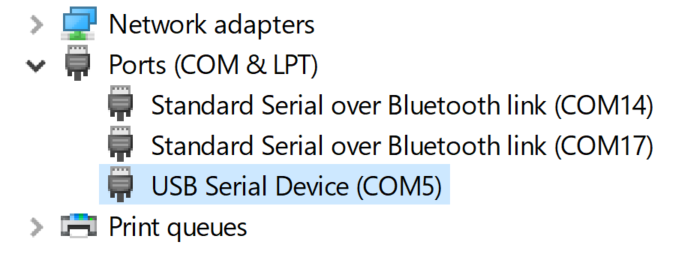 Network adapters
Ports (COM & LPT)
Standard Serial over Bluetooth link (COM14)
Standard Serial over Bluetooth link (COM17)
USB Serial Device (COM5)
Print queues